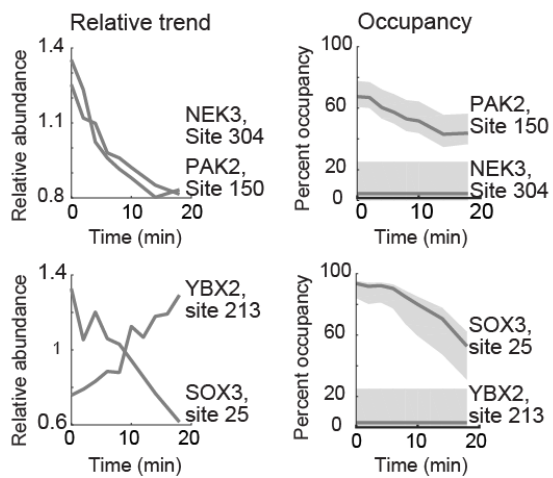 Relative trend
Occupancy
Relative abundance
1.4
1.1
0.8
0
10
20
Time (min)
NEK3,
Site 304
PAK2,
Site 150
Percent occupancy
100
60
20
0
0
10
20
Time (min)
PAK2,
Site 150
NEK3,
Site 304
Relative abundance
1.4
1
0.6
0
10
20
Time (min)
YBX2,
site 213
SOX3,
site 25
Percent occupancy
100
60
20
0
0
10
20
Time (min)
SOX3,
site 25
YBX2,
site 213